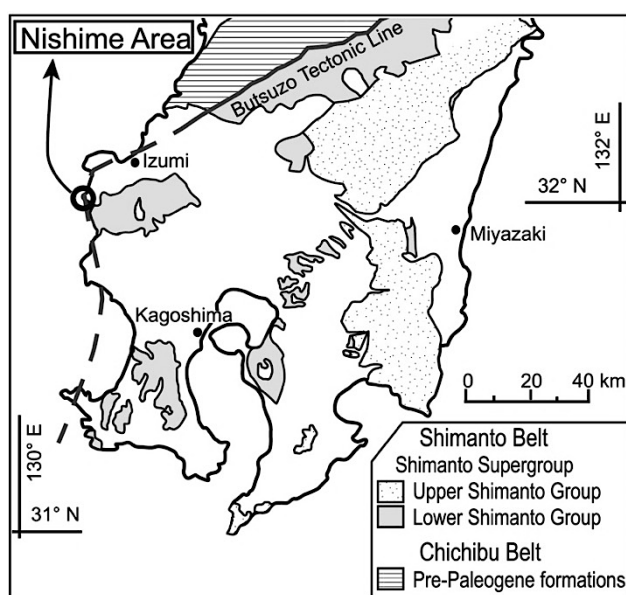 Nishime Area
Butsuzo Tectonic Line
Izumi
132° E
32° N
Miyazaki
Kagoshima
0 20 40 km
130° E
31° N
Shimanto Belt
Shimanto Supergroup
Upper Shimanto Group
Lower Shimanto Group
Chichibu Belt
Pre-Paleogene formations